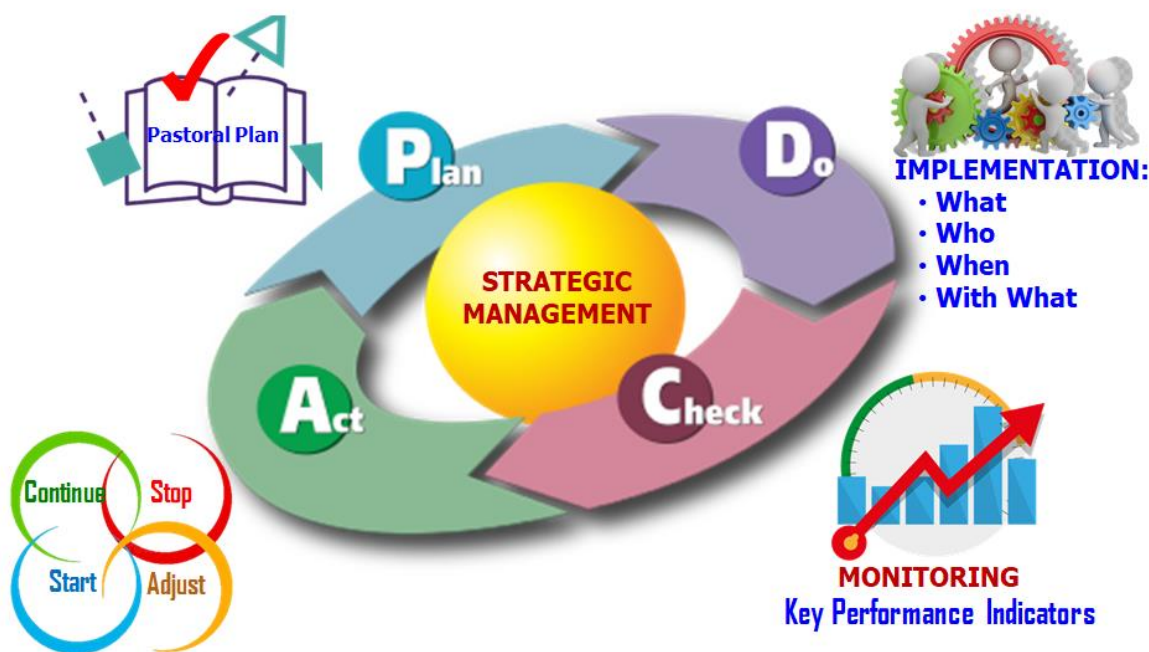 Pastoral Plan
Plan
Do
IMPLEMENTATION:
• What
• Who
• When
• With What
STRATEGIC
MANAGEMENT
Act
Check
Continue
Stop
Start
Adjust
MONITORING
Key Performance Indicators